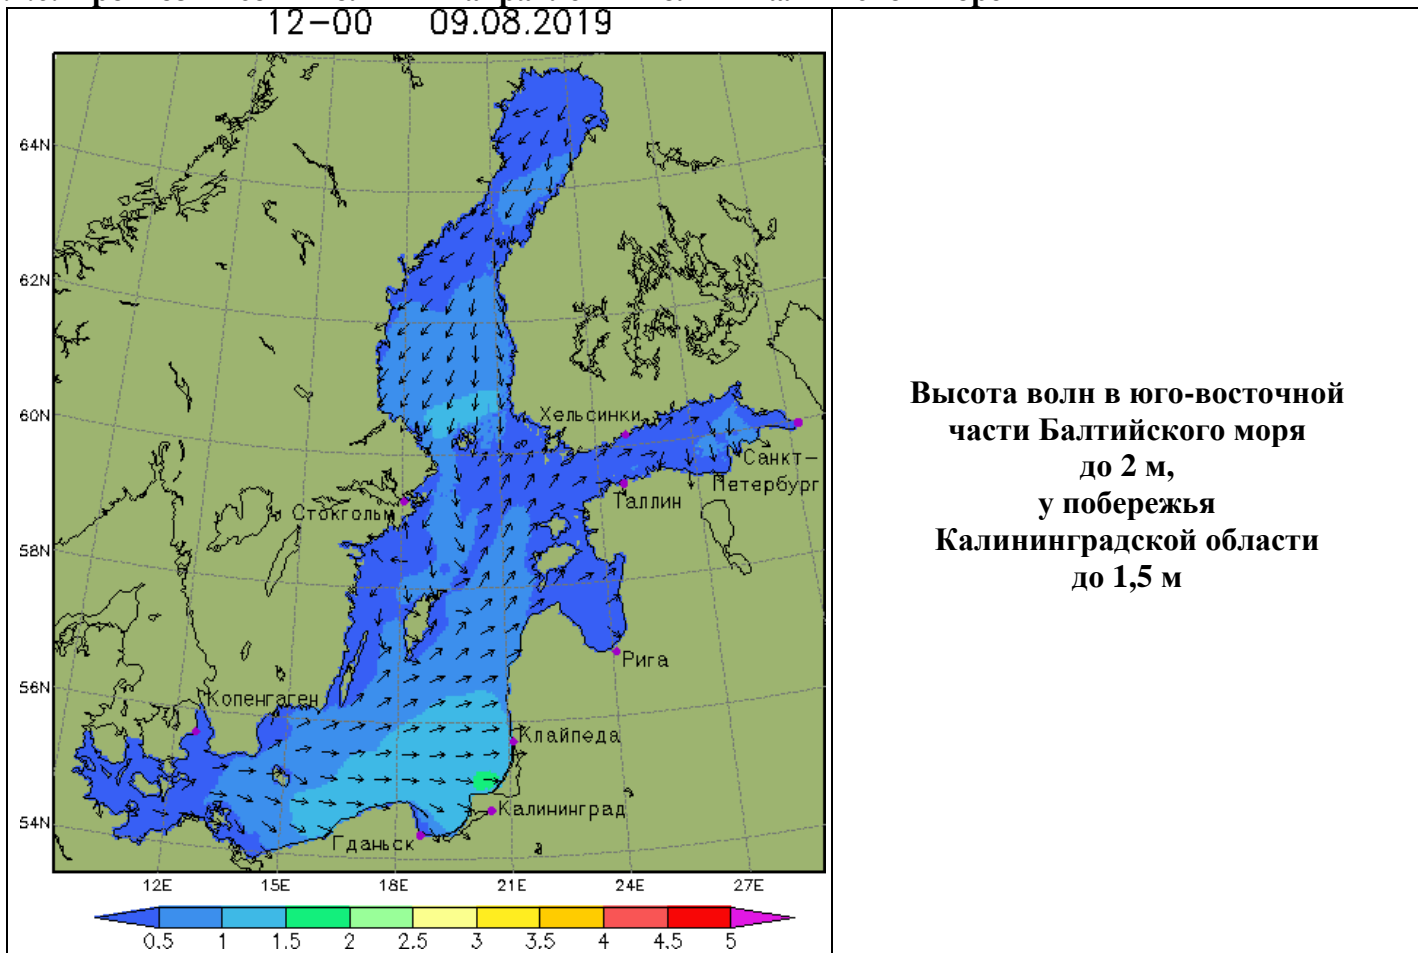 12-00 09.08.2019
64N
62N
60N
58N
56N
54N
Хельсинки
Санкт-
Петербург
Таллин
Стокгольм
Рига
Копенгаген
Клайпеда
Калининград
Гданьск
12E 15E 18E 21E 24E 27E
0.5 1 1.5 2 2.5 3 3.5 4 4.5 5
Высота волн в юго-восточной
части Балтийского моря
до 2 м,
у побережья
Калининградской области
до 1,5 м